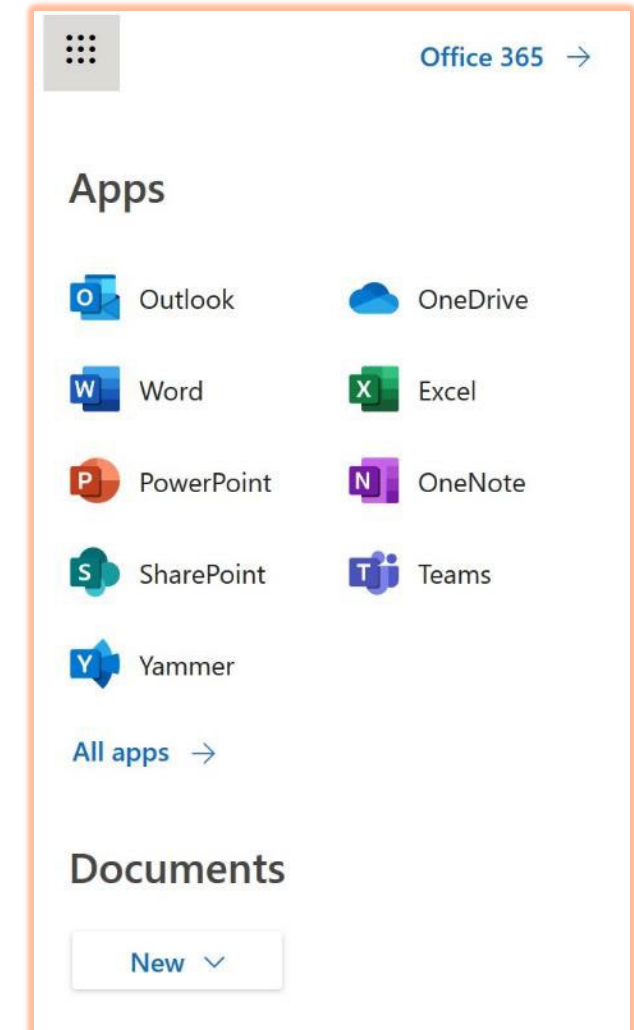 Office 365 →
Apps
Outlook OneDrive
Word Excel
PowerPoint OneNote
SharePoint Teams
Yammer
All apps →
Documents
New